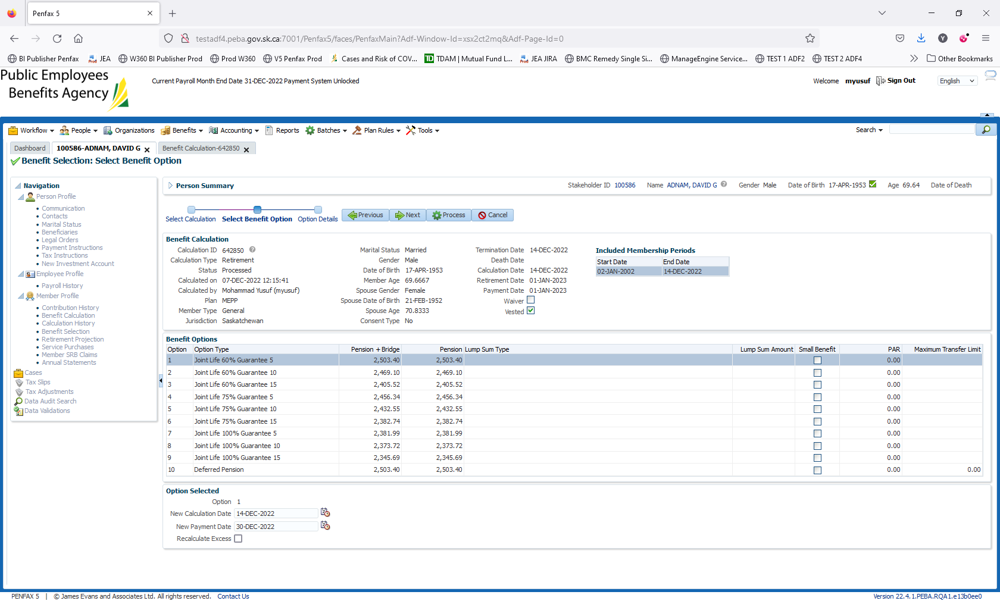 Penfax 5
testadf4.peba.gov.sk.ca:7001/Penfax5/faces/PenfaxMain?Adf-Window-Id=xsx2ct2mq&Adf-Page-Id=0
BI Publisher Penfax JEA W360 BI Publisher Prod Prod W360 V5 Penfax Prod Cases and Risk of COV... TDAM | Mutual Fund L... JEA JIRA BMC Remedy Single Si... ManageEngine Service... TEST 1 ADF2 TEST 2 ADF4 Other Bookmarks
Public Employees
Benefits Agency
Current Payroll Month End Date 31-DEC-2022 Payment System Unlocked
Welcome myusuf Sign Out English
Workflow People Organizations Benefits Accounting Reports Batches Plan Rules Tools Search
Dashboard 100586-ADNAM, DAVID G Benefit Calculation-642850
Benefit Selection: Select Benefit Option
Navigation
Person Profile
Communication
Contacts
Marital Status
Beneficiaries
Legal Orders
Payment Instructions
Tax Instructions
New Investment Account
Employee Profile
Payroll History
Member Profile
Contribution History
Benefit Calculation
Calculation History
Benefit Selection
Retirement Projection
Service Purchases
Member SRB Claims
Annual Statements
Cases
Tax Slips
Tax Adjustments
Data Audit Search
Data Validations
Person Summary Stakeholder ID 100586 Name ADNAM, DAVID G Gender Male Date of Birth 17-APR-1953 Age 69.64 Date of Death
Select Calculation Select Benefit Option Option Details Previous Next Process Cancel
Benefit Calculation
Calculation ID 642850 Marital Status Married Termination Date 14-DEC-2022 Included Membership Periods
Calculation Type Retirement Gender Male Death Date Start Date End Date
Status Processed Date of Birth 17-APR-1953 Calculation Date 14-DEC-2022 02-JAN-2002 14-DEC-2022
Calculated on 07-DEC-2022 12:15:41 Member Age 69.6667 Retirement Date 01-JAN-2023
Calculated by Mohammad Yusuf (myusuf) Spouse Gender Female Payment Date 01-JAN-2023
Plan MEPP Spouse Date of Birth 21-FEB-1952 Waiver
Member Type General Spouse Age 70.8333 Vested
Jurisdiction Saskatchewan Consent Type No
Benefit Options
Option Option Type Pension + Bridge Pension Lump Sum Type Lump Sum Amount Small Benefit PAR Maximum Transfer Limit
1 Joint Life 60% Guarantee 5 2,503.40 2,503.40 0.00
2 Joint Life 60% Guarantee 10 2,469.10 2,469.10 0.00
3 Joint Life 60% Guarantee 15 2,405.52 2,405.52 0.00
4 Joint Life 75% Guarantee 5 2,456.34 2,456.34 0.00
5 Joint Life 75% Guarantee 10 2,432.55 2,432.55 0.00
6 Joint Life 75% Guarantee 15 2,382.74 2,382.74 0.00
7 Joint Life 100% Guarantee 5 2,381.99 2,381.99 0.00
8 Joint Life 100% Guarantee 10 2,373.72 2,373.72 0.00
9 Joint Life 100% Guarantee 15 2,345.69 2,345.69 0.00
10 Deferred Pension 2,503.40 2,503.40 0.00 0.00
Option Selected
Option 1
New Calculation Date 14-DEC-2022
New Payment Date 30-DEC-2022
Recalculate Excess
PENFAX 5 | © James Evans and Associates Ltd. All rights reserved. Contact Us Version 22.4.1.PEBA.RQA1.e13b0ee0